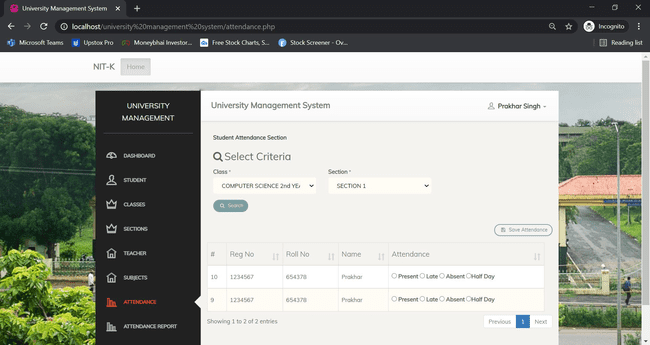 University Management System
localhost/university%20management%20system/attendance.php
Incognito
Microsoft Teams
Upstox Pro
Moneybhai Investor...
Free Stock Charts, S...
Stock Screener - Ov...
Reading list
NIT-K
Home
UNIVERSITY
MANAGEMENT
DASHBOARD
STUDENT
CLASSES
SECTIONS
TEACHER
SUBJECTS
ATTENDANCE
ATTENDANCE REPORT
University Management System
Prakhar Singh
Student Attendance Section
Select Criteria
Class *
Section *
COMPUTER SCIENCE 2nd YEA
SECTION 1
Search
Save Attendance
# Reg No Roll No Name Attendance
10 1234567 654378 Prakhar Present Late Absent Half Day
9 1234567 654378 Prakhar Present Late Absent Half Day
Showing 1 to 2 of 2 entries
Previous 1 Next